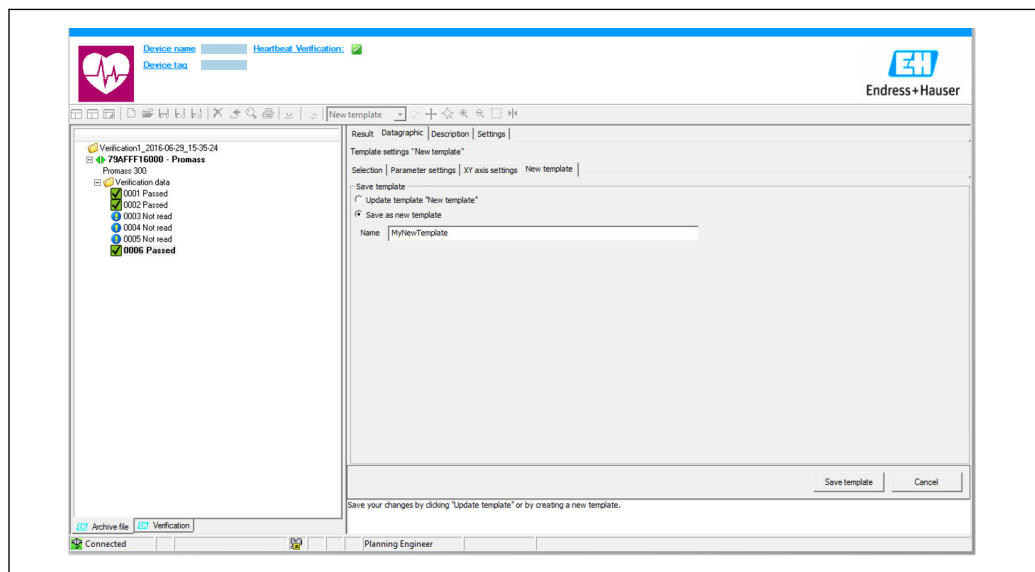 Device name
Heartbeat Verification:
Device tag
Endress+Hauser
New template
Verification1_2016-06-29_15-35-24
79AFFF16000 - Promass
Promass 300
Verification data
0001 Passed
0002 Passed
0003 Not read
0004 Not read
0005 Not read
0006 Passed
Archive file
Verification
Result
Datagraphic
Description
Settings
Template settings "New template"
Selection
Parameter settings
XY axis settings
New template
Save template
Update template "New template"
Save as new template
Name MyNewTemplate
Save template
Cancel
Save your changes by clicking "Update template" or by creating a new template.
Connected
Planning Engineer